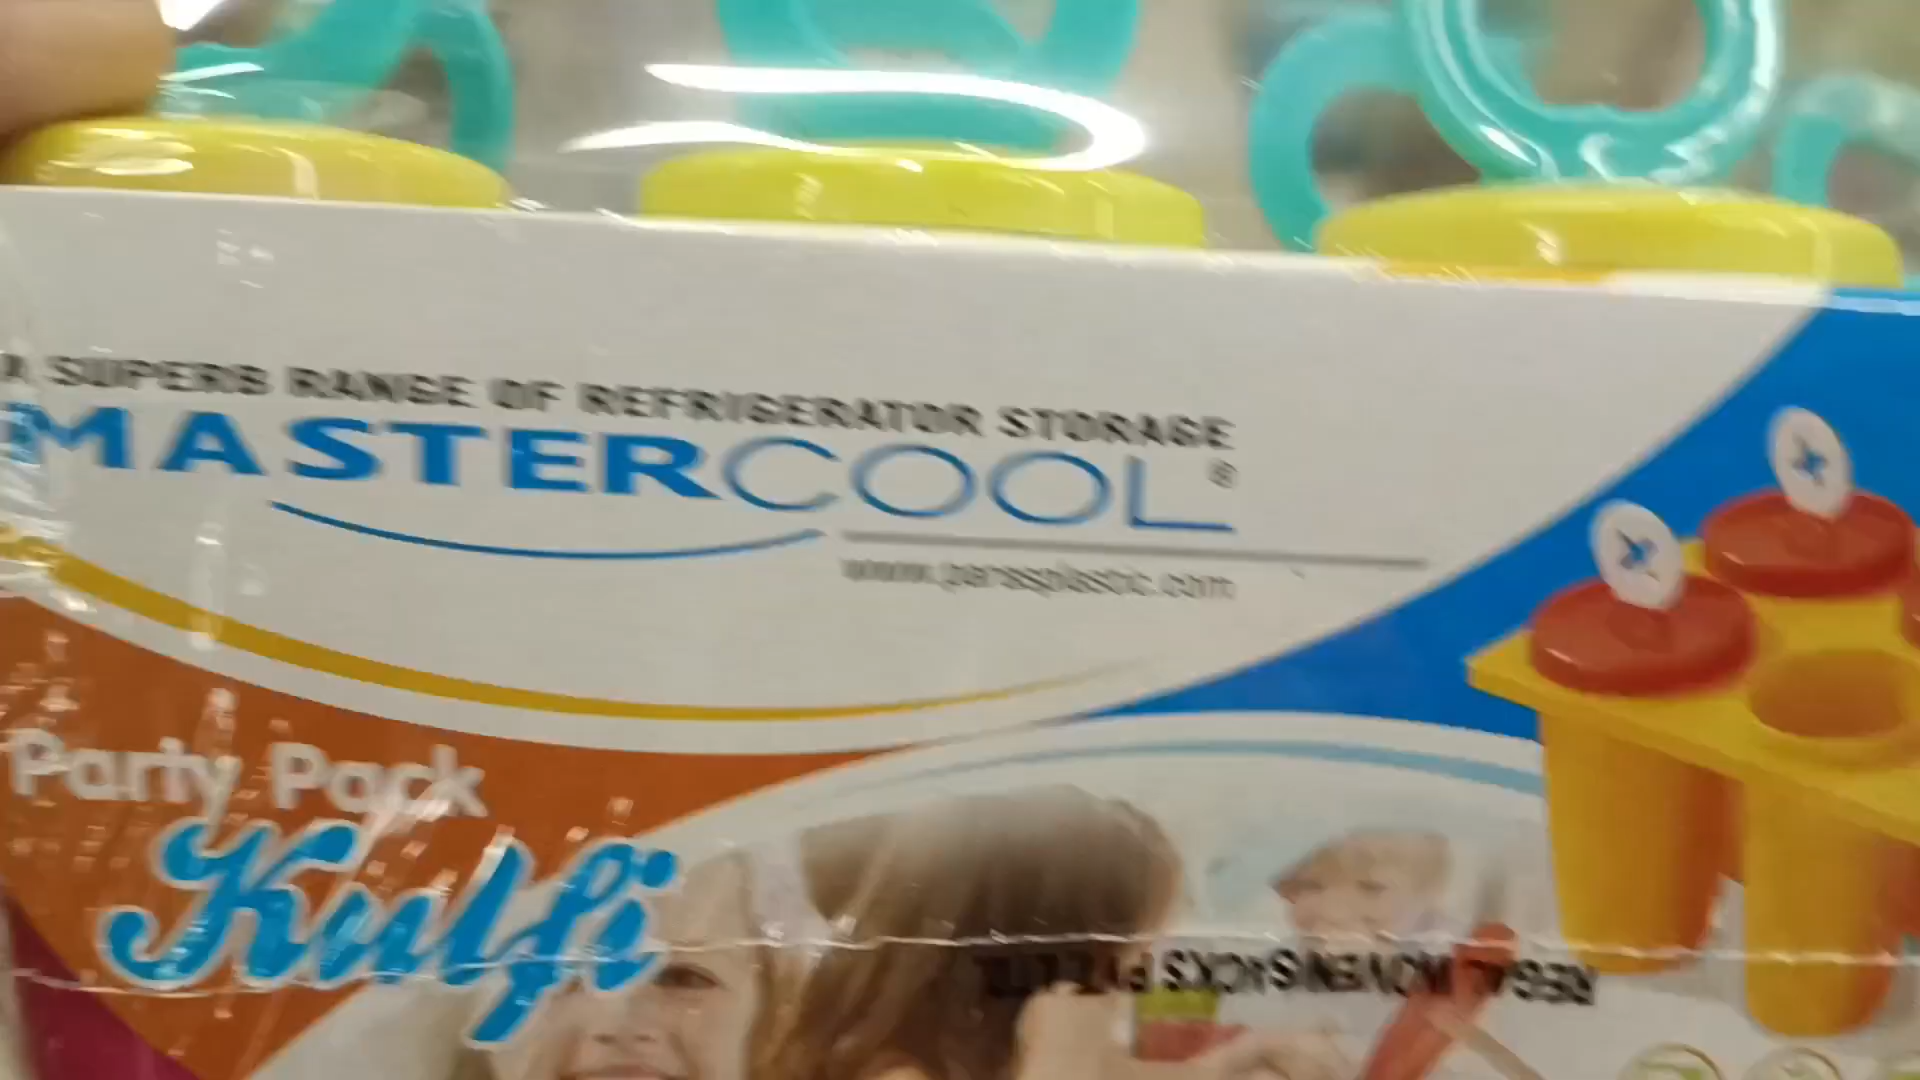 A SUPERB RANGE OF REFRIGERATOR STORAGE
MASTERCOOL®
www.parasplastic.com
Party Pack
Kulfi